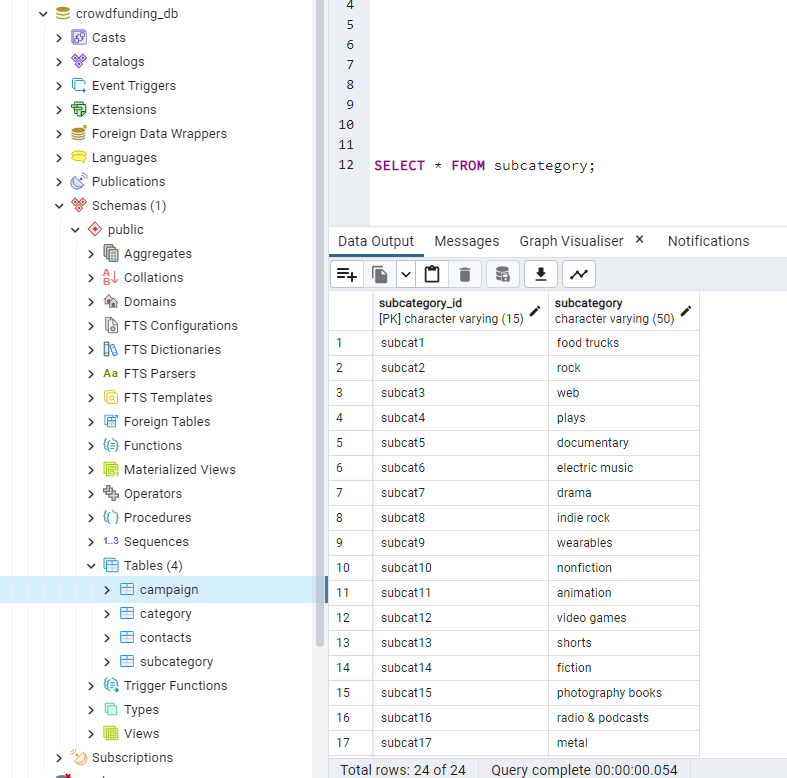 crowdfunding_db
Casts
Catalogs
Event Triggers
Extensions
Foreign Data Wrappers
Languages
Publications
Schemas (1)
public
Aggregates
Collations
Domains
FTS Configurations
FTS Dictionaries
Aa FTS Parsers
FTS Templates
Foreign Tables
Functions
Materialized Views
Operators
Procedures
1..3 Sequences
Tables (4)
campaign
category
contacts
subcategory
Trigger Functions
Types
Views
Subscriptions
4
5
6
7
8
9
10
11
12 SELECT * FROM subcategory;
Data Output Messages Graph Visualiser × Notifications
subcategory_id subcategory
[PK] character varying (15) character varying (50)
1 subcat1 food trucks
2 subcat2 rock
3 subcat3 web
4 subcat4 plays
5 subcat5 documentary
6 subcat6 electric music
7 subcat7 drama
8 subcat8 indie rock
9 subcat9 wearables
10 subcat10 nonfiction
11 subcat11 animation
12 subcat12 video games
13 subcat13 shorts
14 subcat14 fiction
15 subcat15 photography books
16 subcat16 radio & podcasts
17 subcat17 metal
Total rows: 24 of 24 Query complete 00:00:00.054